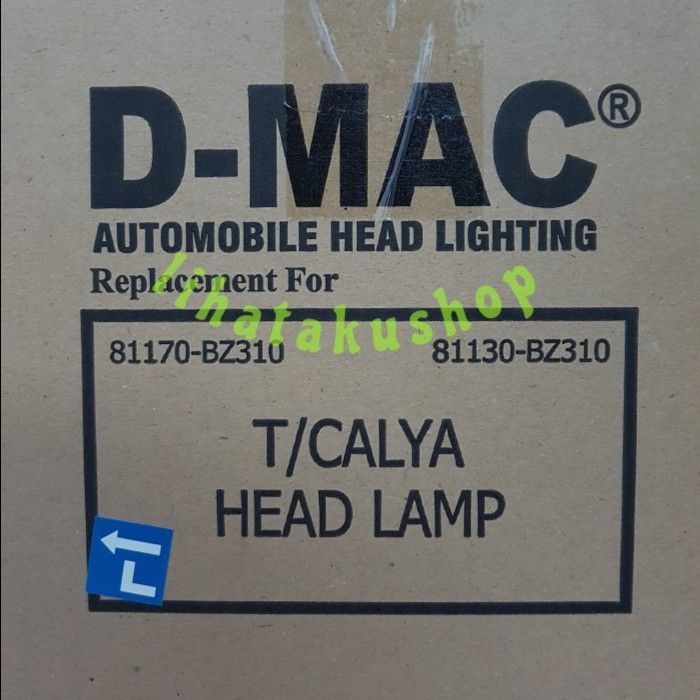 D-MAC®
AUTOMOBILE HEAD LIGHTING
Replacement For
lihatakushop
81170-BZ310 81130-BZ310
T/CALYA
HEAD LAMP
L